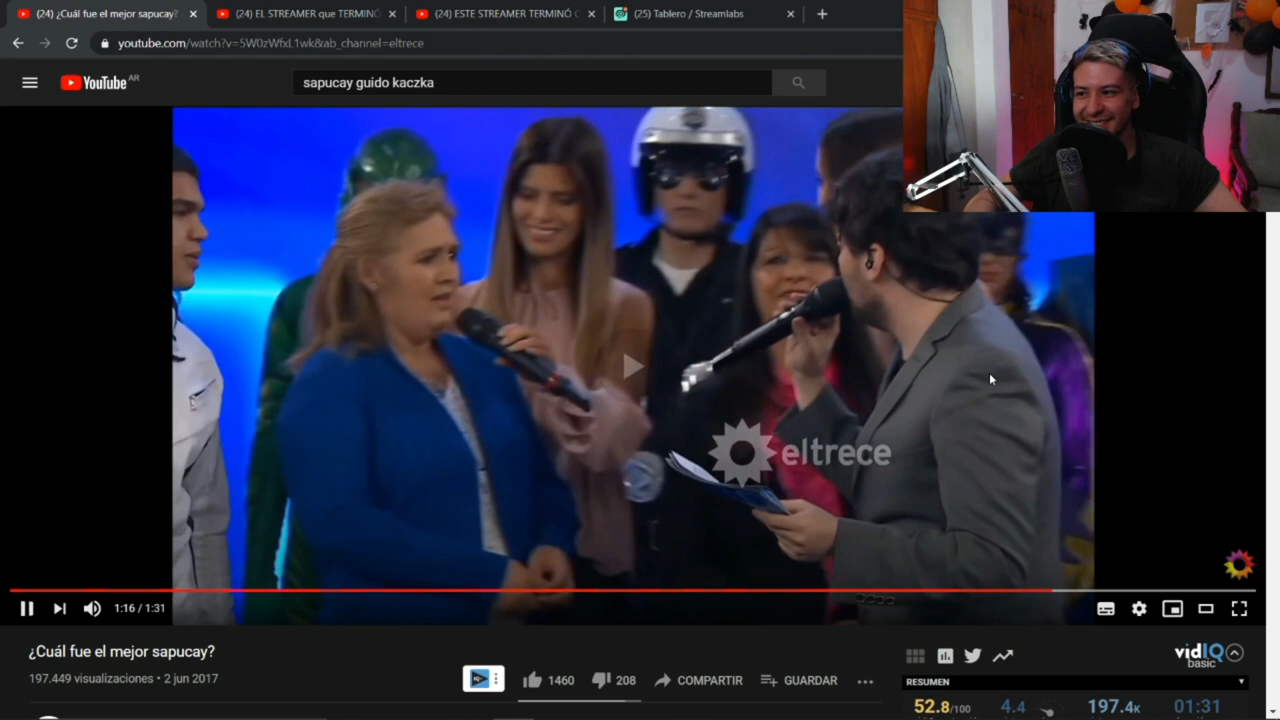 (24) ¿Cuál fue el mejor sapucay?
(24) EL STREAMER que TERMINÓ
(24) ESTE STREAMER TERMINÓ
(25) Tablero / Streamlabs
youtube.com/watch?v=5W0zWfxL1wk&ab_channel=eltrece
YouTube AR
sapucay guido kaczka
eltrece
1:16 / 1:31
¿Cuál fue el mejor sapucay?
197.449 visualizaciones • 2 jun 2017
1460
208
COMPARTIR
GUARDAR
vidIQ
basic
RESUMEN
52.8/100
4.4
197.4K
01:31